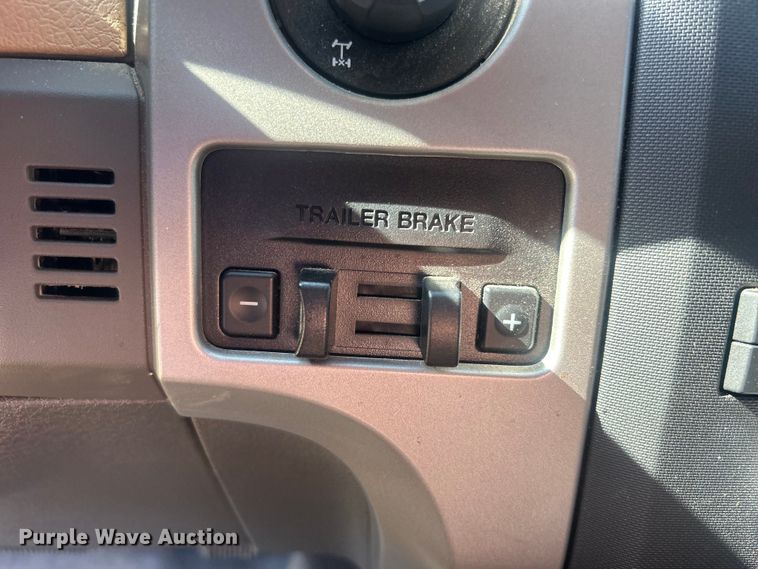 TRAILER BRAKE
- +
Purple Wave Auction